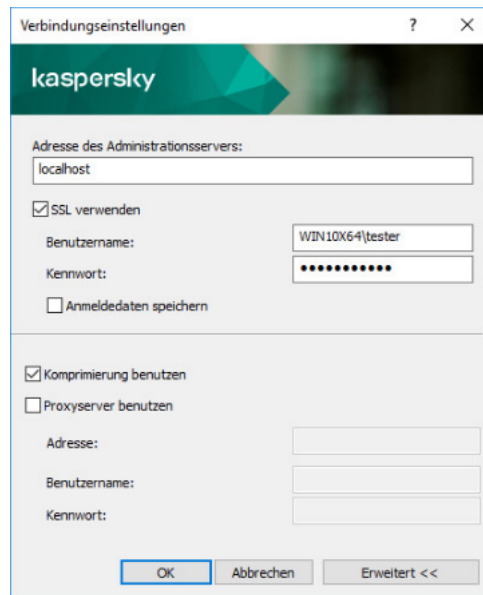 Verbindungseinstellungen ? ×
kaspersky
Adresse des Administrationsservers:
localhost
SSL verwenden
Benutzername: WIN10X64\tester
Kennwort: •••••••••••
Anmeldedaten speichern
Komprimierung benutzen
Proxyserver benutzen
Adresse:
Benutzername:
Kennwort:
OK Abbrechen Erweitert <<